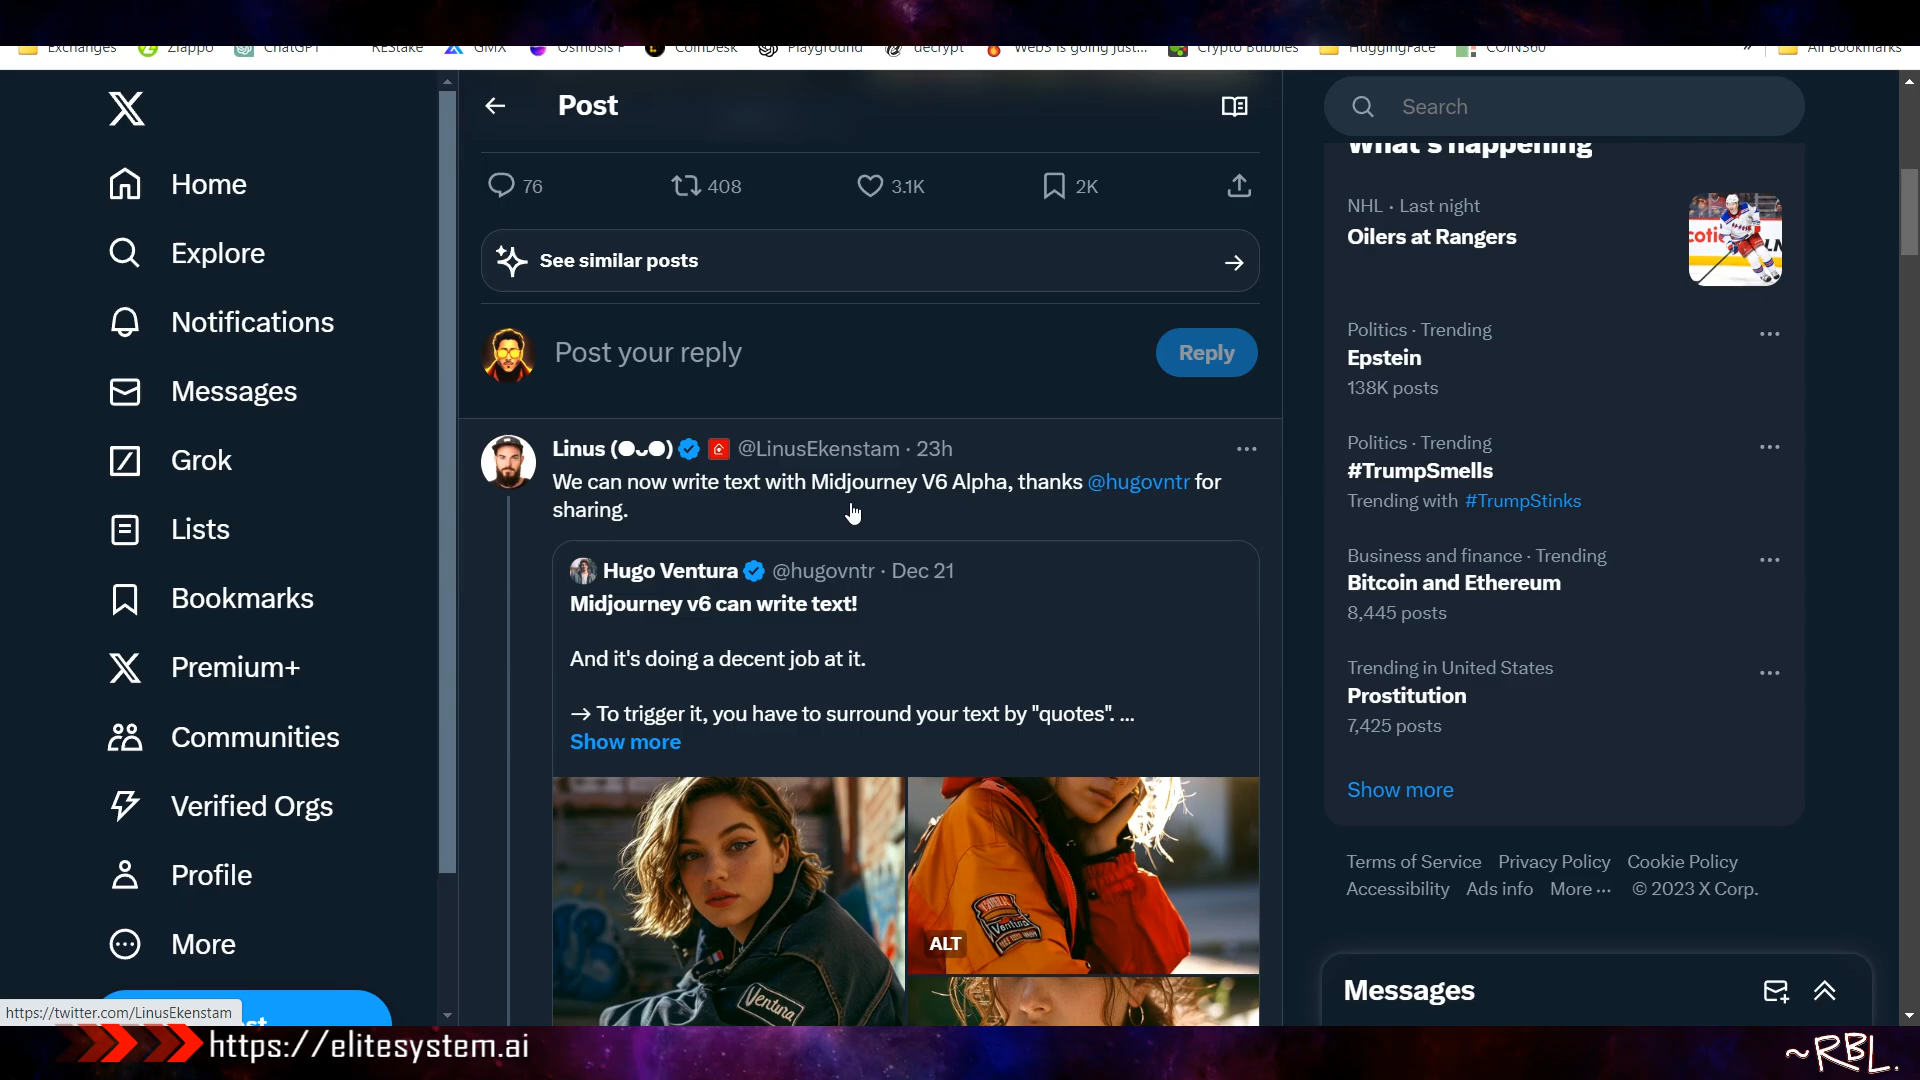 Exchanges
Ziappo
ChatGPT
REStake
GMX
Osmosis F
CoinDesk
Playground
decrypt
Web3 is going just...
Crypto Bubbles
HuggingFace
COIN360
»
All Bookmarks
Home
Explore
Notifications
Messages
Grok
Lists
Bookmarks
Premium+
Communities
Verified Orgs
Profile
More
Post
76
408
3.1K
2K
See similar posts
Post your reply
Reply
Linus @LinusEkenstam · 23h
We can now write text with Midjourney V6 Alpha, thanks @hugovntr for
sharing.
Hugo Ventura @hugovntr · Dec 21
Midjourney v6 can write text!
And it's doing a decent job at it.
→ To trigger it, you have to surround your text by "quotes". ...
Show more
Ventura
Ventura
ALT
Search
What's happening
NHL · Last night
Oilers at Rangers
Politics · Trending
Epstein
138K posts
Politics · Trending
#TrumpSmells
Trending with #TrumpStinks
Business and finance · Trending
Bitcoin and Ethereum
8,445 posts
Trending in United States
Prostitution
7,425 posts
Show more
Terms of Service Privacy Policy Cookie Policy
Accessibility Ads info More ··· © 2023 X Corp.
Messages
https://twitter.com/LinusEkenstam
https://elitesystem.ai
~RBL.